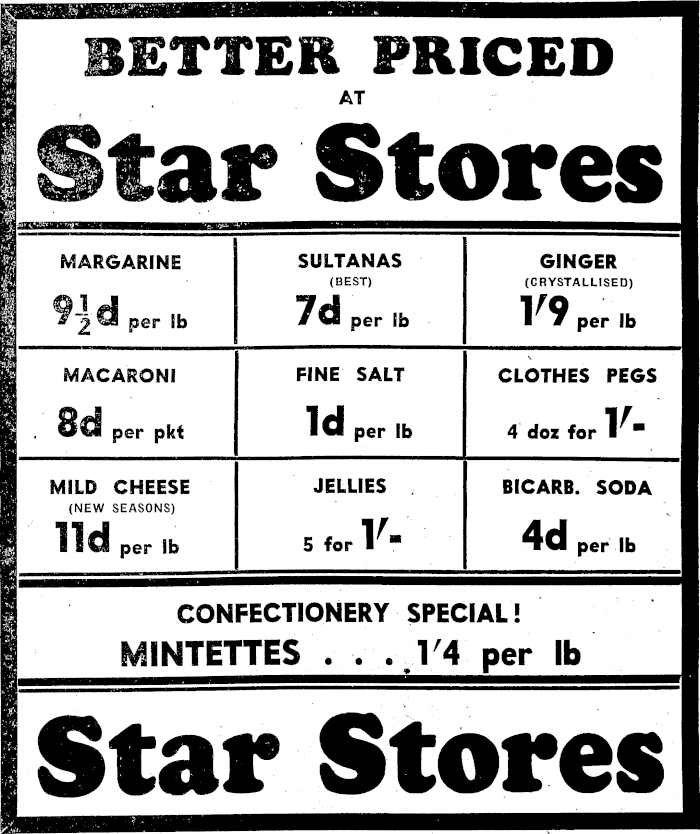 BETTER PRICED
AT
Star Stores
MARGARINE
9½d per lb
SULTANAS
(BEST)
7d per lb
GINGER
(CRYSTALLISED)
1/9 per lb
MACARONI
8d per pkt
FINE SALT
1d per lb
CLOTHES PEGS
4 doz for 1/-
MILD CHEESE
(NEW SEASONS)
11d per lb
JELLIES
5 for 1/-
BICARB. SODA
4d per lb
CONFECTIONERY SPECIAL!
MINTETTES . . . 1/4 per lb
Star Stores